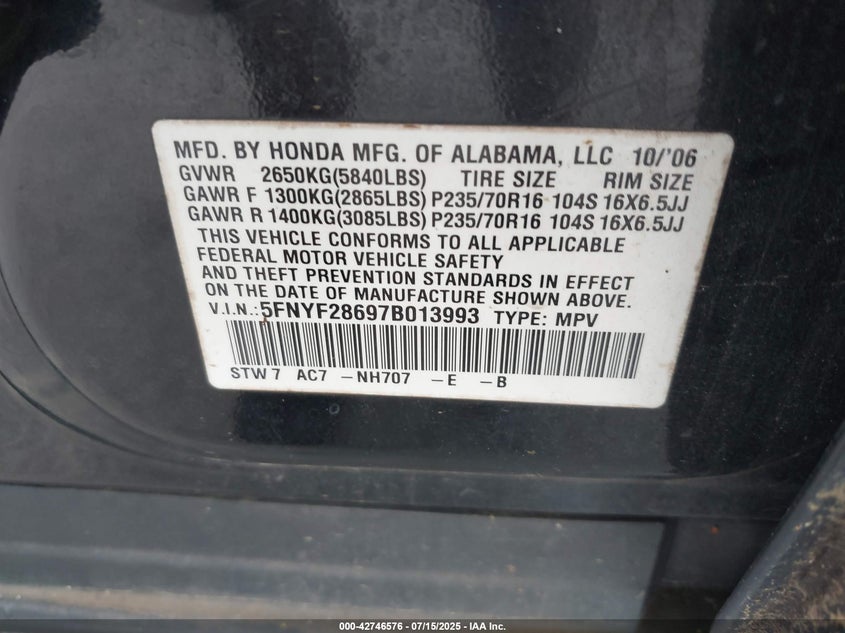 MFD. BY HONDA MFG. OF ALABAMA, LLC 10/'06
GVWR 2650KG(5840LBS) TIRE SIZE RIM SIZE
GAWR F 1300KG(2865LBS) P235/70R16 104S 16X6.5JJ
GAWR R 1400KG(3085LBS) P235/70R16 104S 16X6.5JJ
THIS VEHICLE CONFORMS TO ALL APPLICABLE
FEDERAL MOTOR VEHICLE SAFETY
AND THEFT PREVENTION STANDARDS IN EFFECT
ON THE DATE OF MANUFACTURE SHOWN ABOVE.
V.I.N.:5FNYF28697B013993 TYPE: MPV
STW7 AC7 -NH707 -E -B
000-42746576 - 07/15/2025 - IAA Inc.